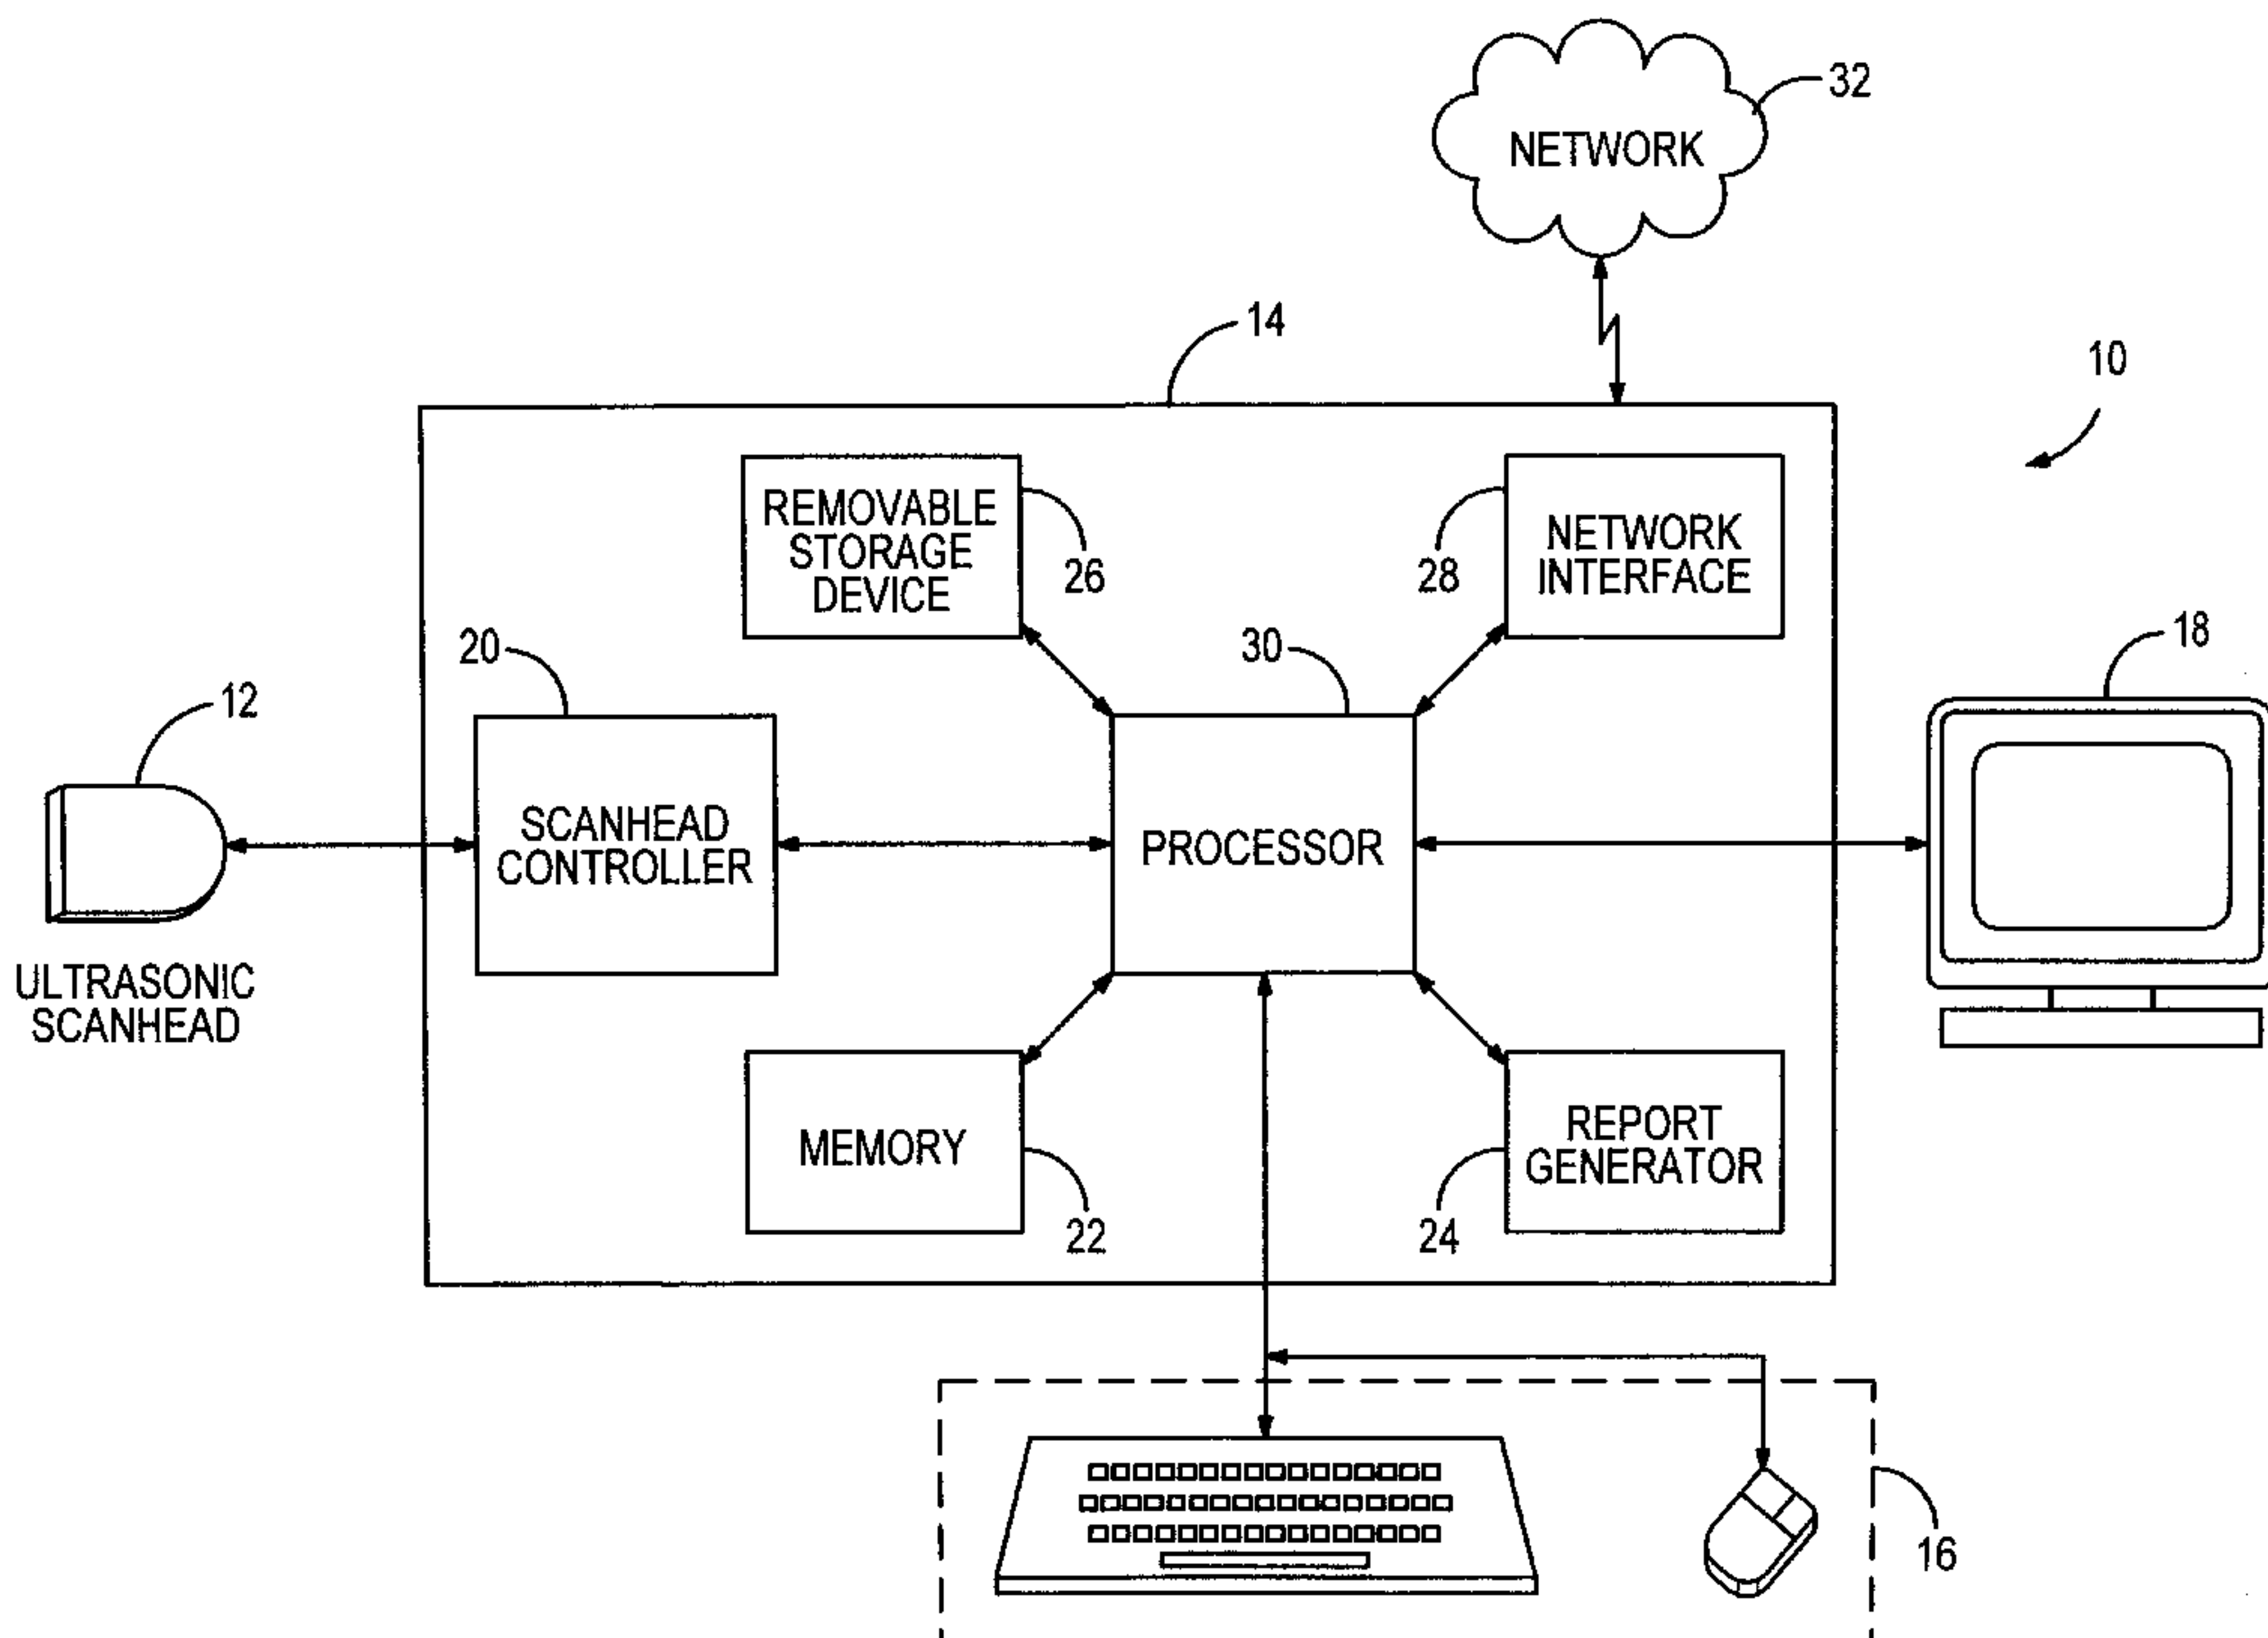 32
NETWORK
14
10
REMOVABLE
STORAGE
DEVICE
26
28
NETWORK
INTERFACE
20
30
18
12
SCANHEAD
CONTROLLER
PROCESSOR
ULTRASONIC
SCANHEAD
MEMORY
22
24
REPORT
GENERATOR
16